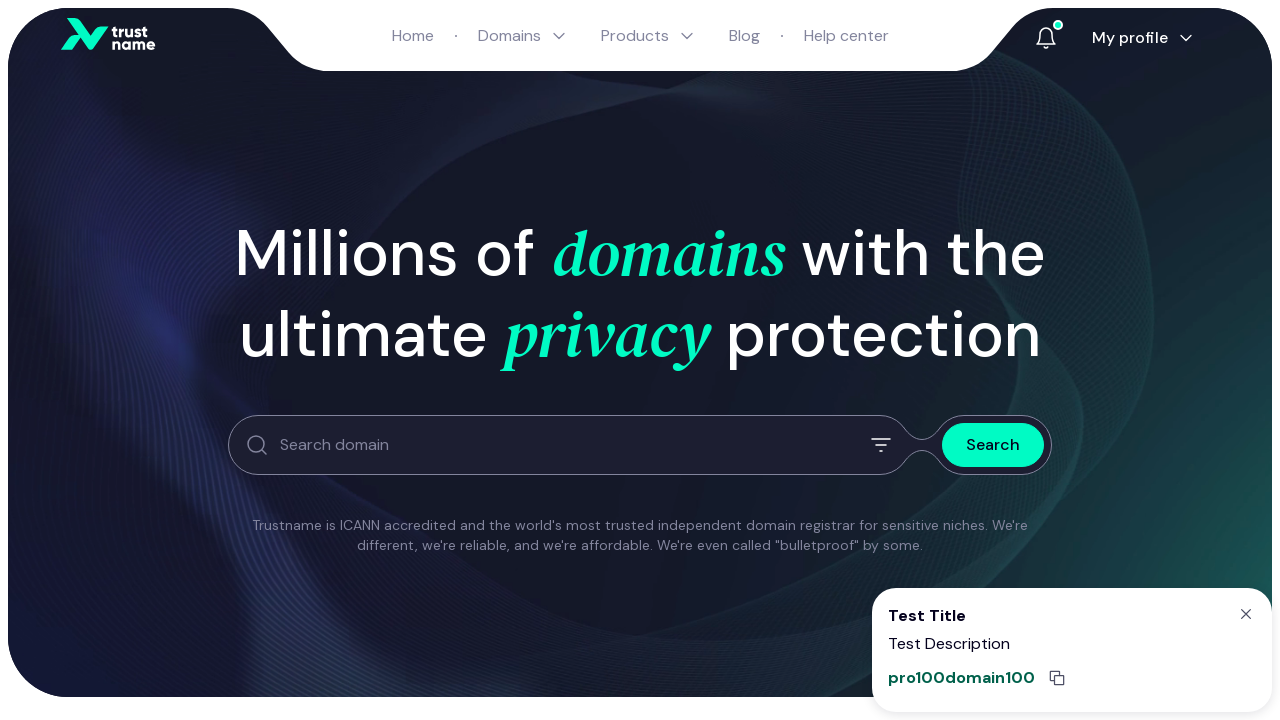 trust
name
Home · Domains Products Blog · Help center
My profile
Millions of domains with the
ultimate privacy protection
Search domain
Search
Trustname is ICANN accredited and the world's most trusted independent domain registrar for sensitive niches. We're
different, we're reliable, and we're affordable. We're even called "bulletproof" by some.
Test Title
Test Description
pro100domain100